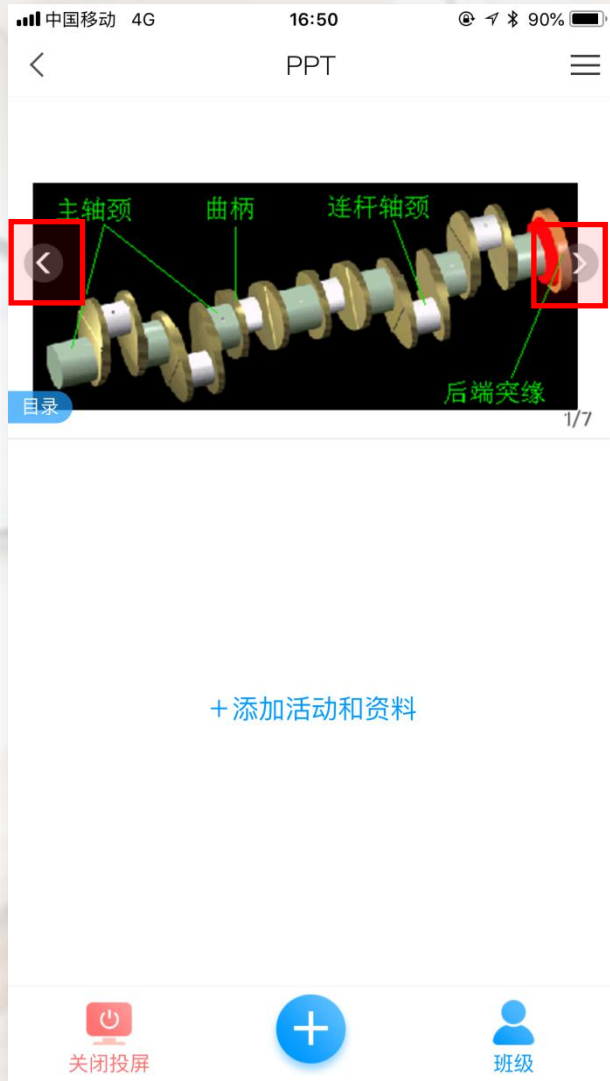 中国移动 4G 16:50 90%
PPT
主轴颈 曲柄 连杆轴颈
后端突缘
目录
1/7
+添加活动和资料
关闭投屏 班级